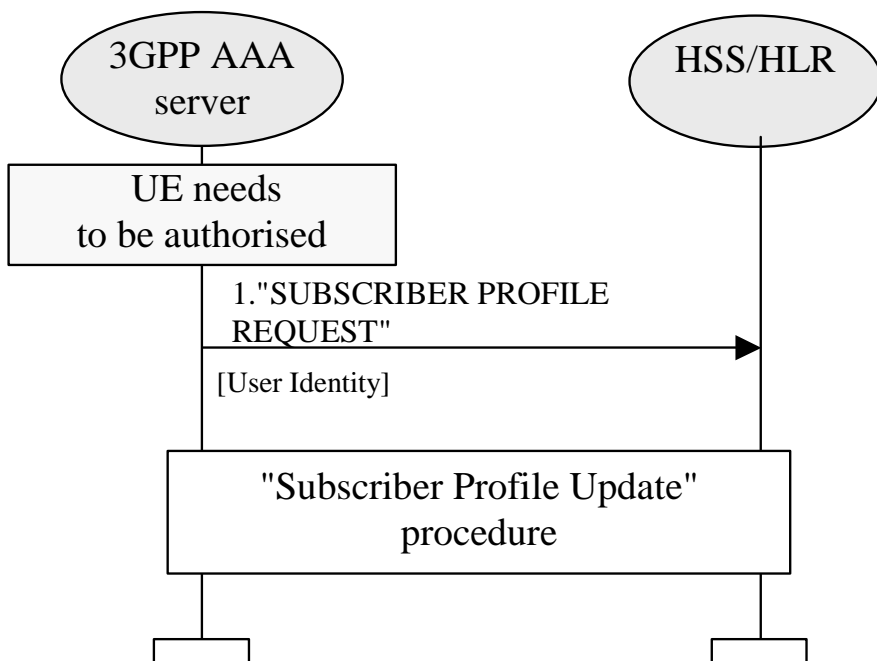 3GPP AAA
server
HSS/HLR
UE needs
to be authorised
1."SUBSCRIBER PROFILE
REQUEST"
[User Identity]
"Subscriber Profile Update"
procedure